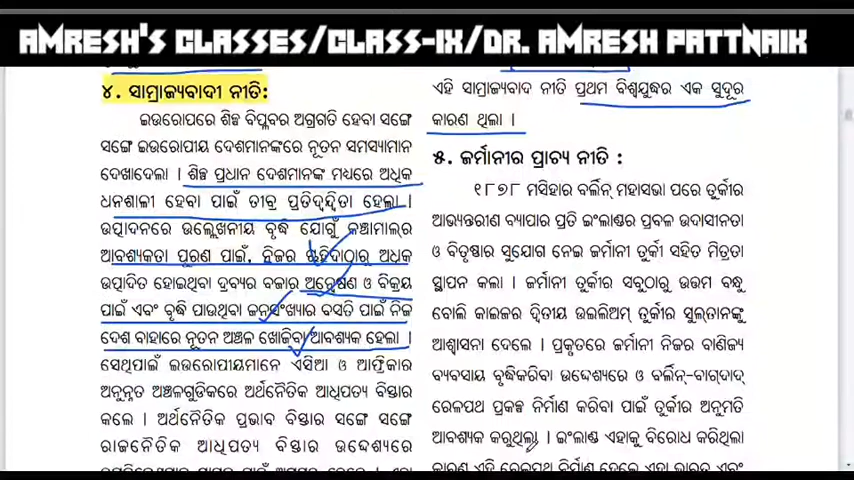 AMRESH'S CLASSES/CLASS-IX/DR. AMRESH PATTNAIK
୪. ସାମ୍ରାଜ୍ୟବାଦୀ ନୀତି:
ଇଉରୋପରେ ଶିଳ୍ପ ବିପ୍ଳବର ଅଗ୍ରଗତି ହେବା ସଙ୍ଗେ
ସଙ୍ଗେ ଇଉରୋପୀୟ ଦେଶମାନଙ୍କରେ ନୂତନ ସମସ୍ୟାମାନ
ଦେଖାଦେଲା । ଶିଳ୍ପ ପ୍ରଧାନ ଦେଶମାନଙ୍କ ମଧ୍ୟରେ ଅଧିକ
ଧନଶାଳୀ ହେବା ପାଇଁ ତୀବ୍ର ପ୍ରତିଦ୍ୱନ୍ଦ୍ୱିତା ହେଲା ।
ଉତ୍ପାଦନରେ ଉଲ୍ଲେଖନୀୟ ବୃଦ୍ଧି ଯୋଗୁଁ କଞ୍ଚାମାଲ୍‌ର
ଆବଶ୍ୟକତା ପୂରଣ ପାଇଁ, ନିଜର ଅଧିକ
ଉତ୍ପାଦିତ ହୋଇଥିବା ଦ୍ରବ୍ୟର ବଜାର ଅନ୍ୱେଷଣ ଓ ବିକ୍ରୟ
ପାଇଁ ଏବଂ ବୃଦ୍ଧି ପାଉଥିବା ଜନସଂଖ୍ୟାର ବସତି ପାଇଁ ନିଜ
ଦେଶ ବାହାରେ ନୂତନ ଅଞ୍ଚଳ ଖୋଜିବା ଆବଶ୍ୟକ ହେଲା ।
ସେଥିପାଇଁ ଇଉରୋପୀୟମାନେ ଏସିଆ ଓ ଆଫ୍ରିକାର
ଅନୁନ୍ନତ ଅଞ୍ଚଳଗୁଡିକରେ ଅର୍ଥନୈତିକ ଆଧିପତ୍ୟ ବିସ୍ତାର
କଲେ । ଅର୍ଥନୈତିକ ପ୍ରଭାବ ବିସ୍ତାର ସଙ୍ଗେ ସଙ୍ଗେ
ରାଜନୈତିକ ଆଧିପତ୍ୟ ବିସ୍ତାର ଉଦ୍ଦେଶ୍ୟରେ
ଏହି ସାମ୍ରାଜ୍ୟବାଦ ନୀତି ପ୍ରଥମ ବିଶ୍ୱଯୁଦ୍ଧର ଏକ ସୁଦୂର
କାରଣ ଥିଲା ।
୫. ଜର୍ମାନୀର ପ୍ରାଚ୍ୟ ନୀତି :
୧୮୭୮ ମସିହାର ବର୍ଲିନ୍ ମହାସଭା ପରେ ତୁର୍କୀର
ଆଭ୍ୟନ୍ତରୀଣ ବ୍ୟାପାର ପ୍ରତି ଇଂଲଣ୍ଡର ପ୍ରବଳ ଉଦାସୀନତା
ଓ ବିତୃଷ୍ଣାର ସୁଯୋଗ ନେଇ ଜର୍ମାନୀ ତୁର୍କୀ ସହିତ ମିତ୍ରତା
ସ୍ଥାପନ କଲା । ଜର୍ମାନୀ ତୁର୍କୀର ସବୁଠାରୁ ଉତ୍ତମ ବନ୍ଧୁ
ବୋଲି କାଇଜର ଦ୍ୱିତୀୟ ଉଇଲିଅମ୍ ତୁର୍କୀର ସୁଲ୍‌ତାନଙ୍କୁ
ଆଶ୍ୱାସନା ଦେଲେ । ପ୍ରକୃତରେ ଜର୍ମାନୀ ନିଜର ବାଣିଜ୍ୟ
ବ୍ୟବସାୟ ବୃଦ୍ଧିକରିବା ଉଦ୍ଦେଶ୍ୟରେ ଓ ବର୍ଲିନ୍-ବାଗ୍‌ଦାଦ୍
ରେଳପଥ ପ୍ରକଳ୍ପ ନିର୍ମାଣ କରିବା ପାଇଁ ତୁର୍କୀର ଅନୁମତି
ଆବଶ୍ୟକ କରୁଥିଲା । ଇଂଲଣ୍ଡ ଏହାକୁ ବିରୋଧ କରିଥିଲା
କାରଣ ଏହି ରେଳପଥ ନିର୍ମାଣ ହେଲେ ଏହା ଭାରତ ଏବଂ